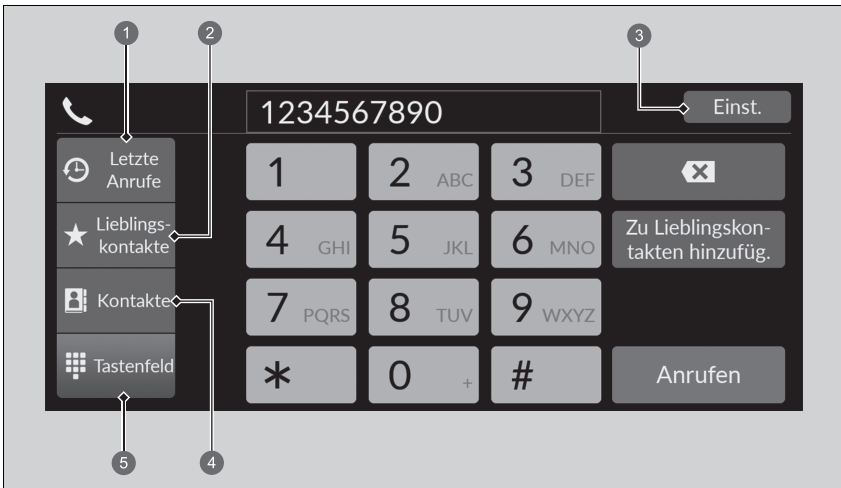 1
2
3
1234567890
Einst.
Letzte
Anrufe
Lieblings-
kontakte
Kontakte
Tastenfeld
1
2 ABC
3 DEF
4 GHI
5 JKL
6 MNO
7 PQRS
8 TUV
9 WXYZ
*
0 +
#
Zu Lieblingskon-
takten hinzufüg.
Anrufen
5
4